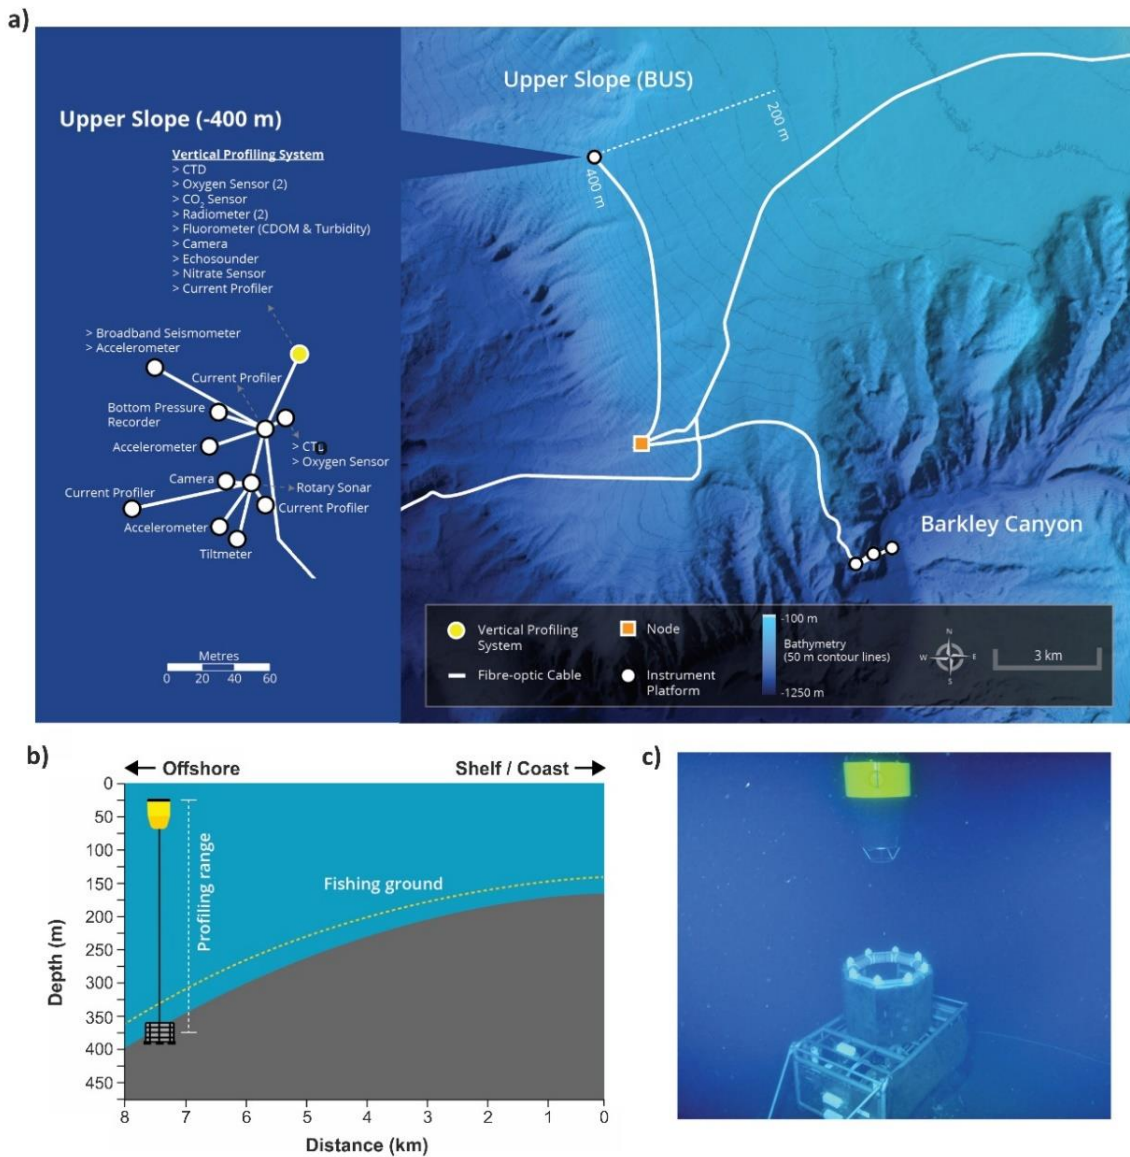 a)
Upper Slope (-400 m)
Vertical Profiling System
> CTD
> Oxygen Sensor (2)
> CO2 Sensor
> Radiometer (2)
> Fluorometer (CDOM & Turbidity)
> Camera
> Echosounder
> Nitrate Sensor
> Current Profiler
> Broadband Seismometer
> Accelerometer
Current Profiler
Bottom Pressure
Recorder
Accelerometer
> Oxygen Sensor
Camera
Rotary Sonar
Current Profiler
Current Profiler
Accelerometer
Tiltmeter
Metres
0 20 40 60
Upper Slope (BUS)
200 m
400 m
Barkley Canyon
Vertical Profiling
System
Node
Fibre-optic Cable
Instrument
Platform
-100 m
Bathymetry
(50 m contour lines)
-1250 m
N
W E
S
3 km
b)
Offshore
Shelf / Coast
0
50
100
150
200
250
300
350
400
450
Depth (m)
Profiling range
Fishing ground
8 7 6 5 4 3 2 1 0
Distance (km)
c)